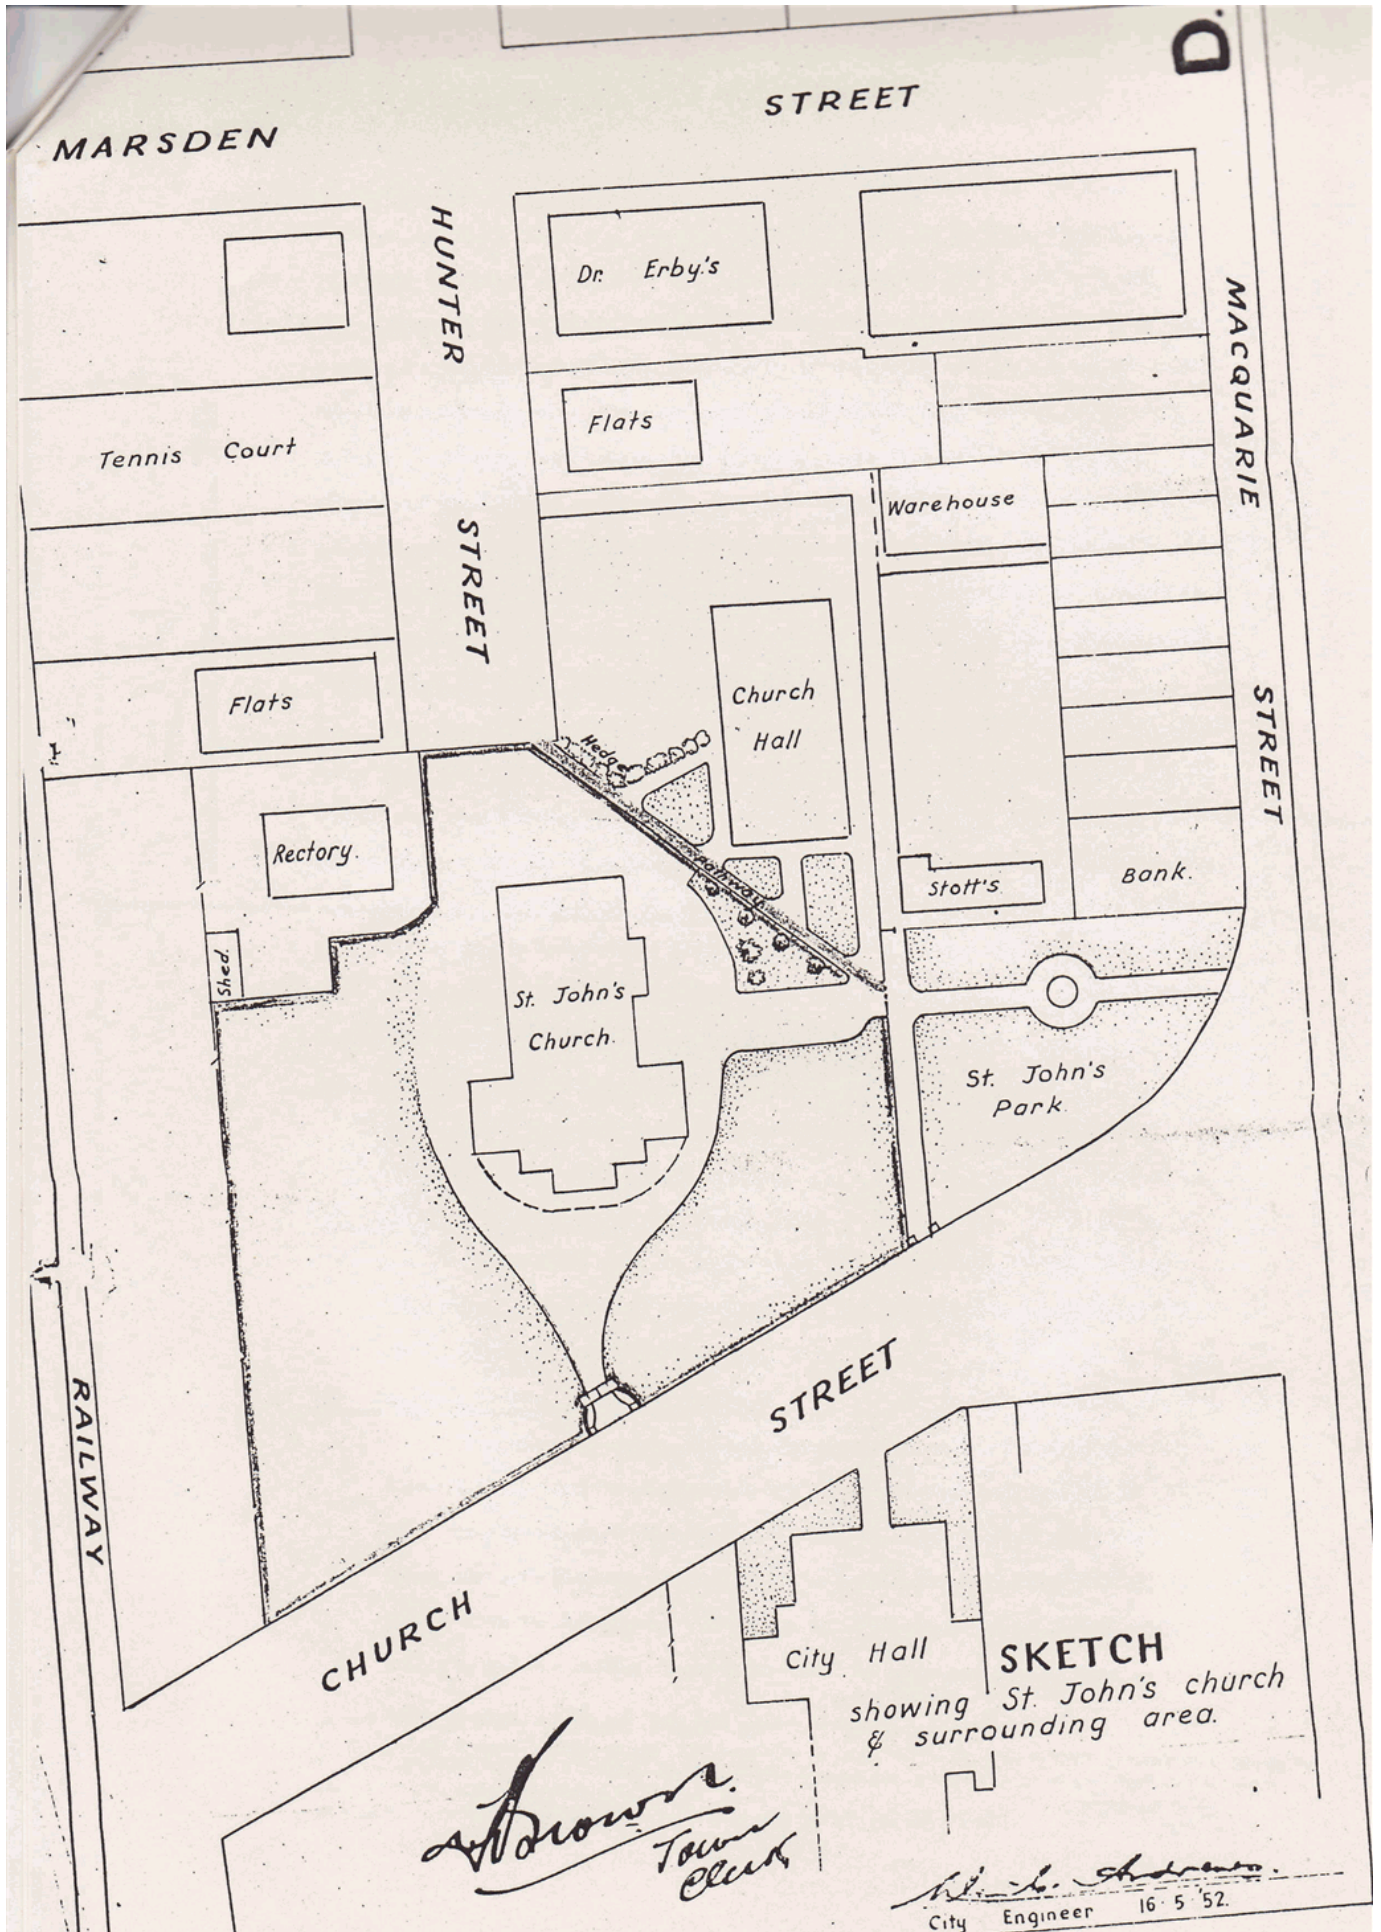 D.
MARSDEN STREET
HUNTER STREET
MACQUARIE STREET
Dr. Erby's
Flats
Tennis Court
Warehouse
Church
Hall
Flats
Hedge
Rectory.
Pathway
Stott's
Bank.
Shed
St. John's
Church.
St. John's
Park.
RAILWAY
CHURCH STREET
City Hall
SKETCH
showing St. John's church
& surrounding area.
Brown.
Town
Clerk
City Engineer 16·5·'52.